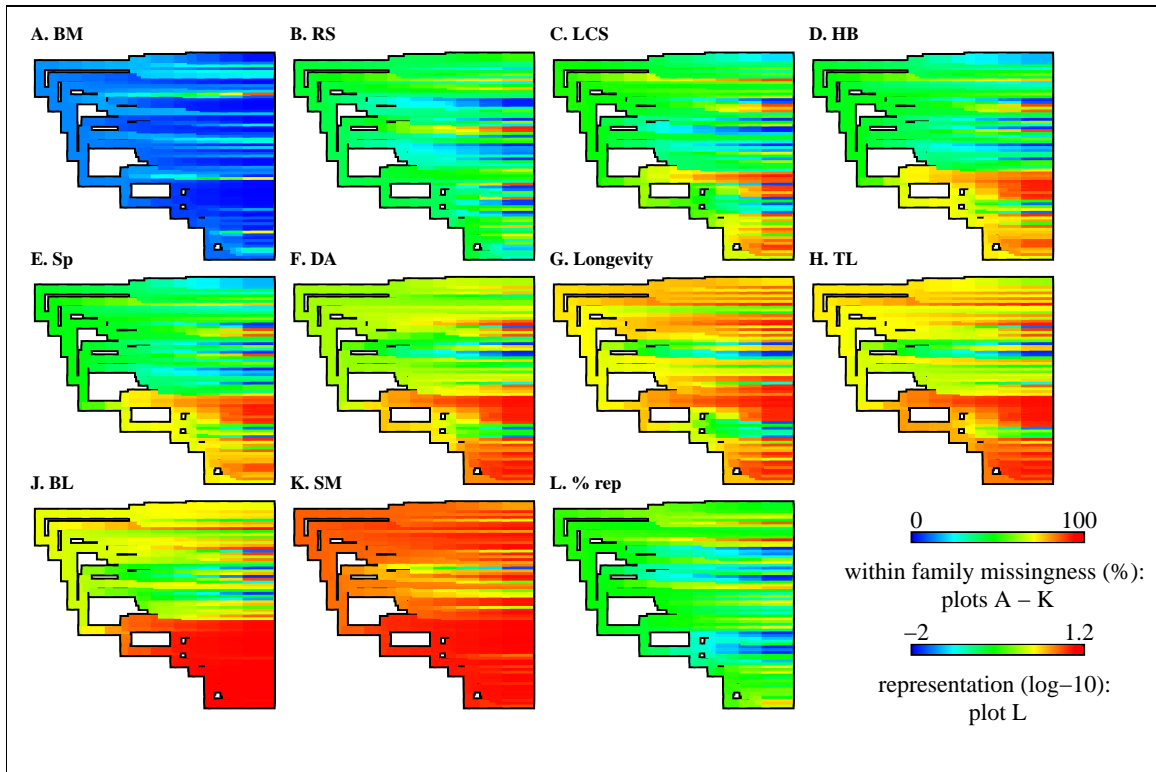 A. BM
B. RS
C. LCS
D. HB
E. Sp
F. DA
G. Longevity
H. TL
J. BL
K. SM
L. % rep
0 100
within family missingness (%):
plots A − K
−2 1.2
representation (log−10):
plot L